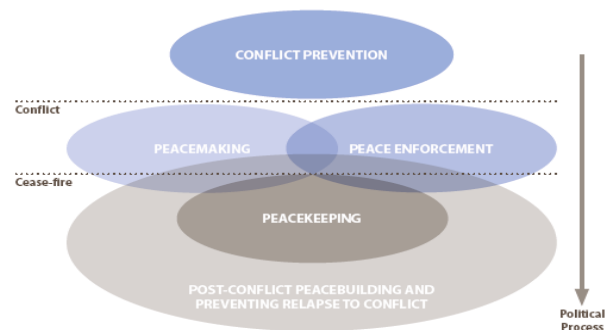 CONFLICT PREVENTION
Conflict
PEACEMAKING
PEACE ENFORCEMENT
Cease-fire
PEACEKEEPING
POST-CONFLICT PEACEBUILDING AND
PREVENTING RELAPSE TO CONFLICT
Political
Process